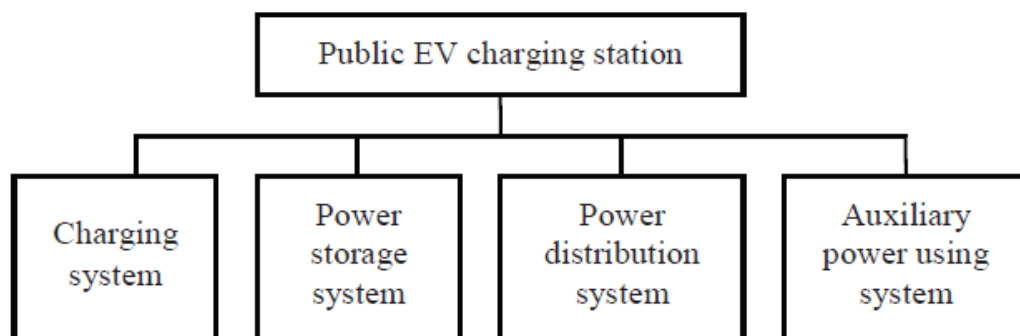 Public EV charging station
Charging
system
Power
storage
system
Power
distribution
system
Auxiliary
power using
system